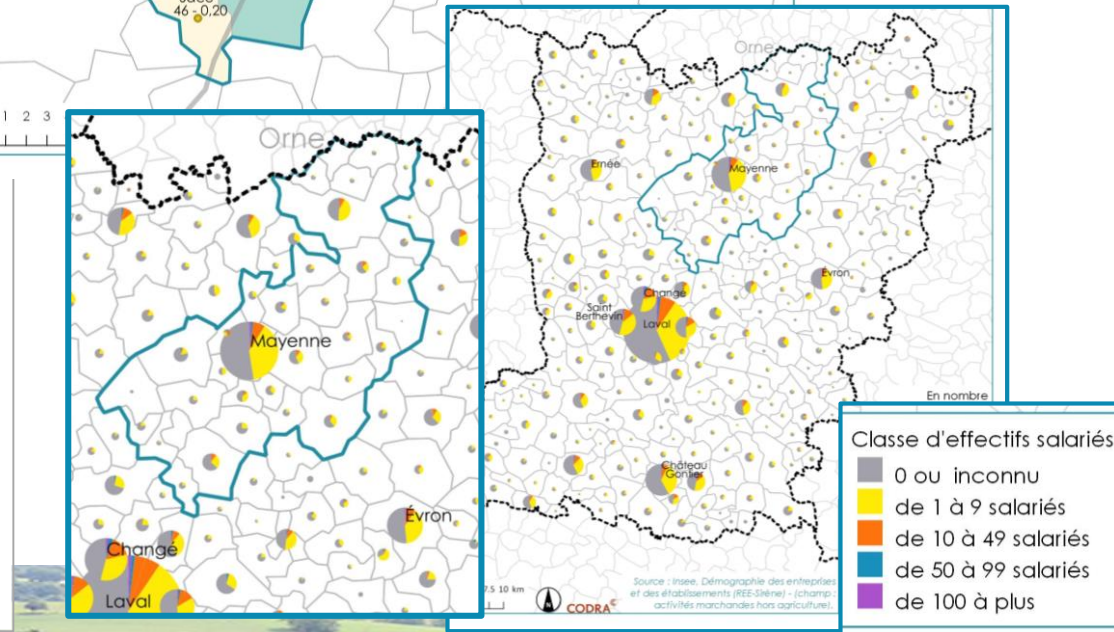 46 - 0,20
1 2 3
Orne
Mayenne
Évron
Changé
Laval
Orne
Ernée
Mayenne
Évron
Changé
Saint
Berthevin
Laval
Château
Gontier
En nombre
7.5 10 km
CODRA
Source : Insee, Démographie des entreprises
et des établissements (REE-Sirène) - (champ :
activités marchandes hors agriculture).
Classe d'effectifs salariés
0 ou inconnu
de 1 à 9 salariés
de 10 à 49 salariés
de 50 à 99 salariés
de 100 à plus